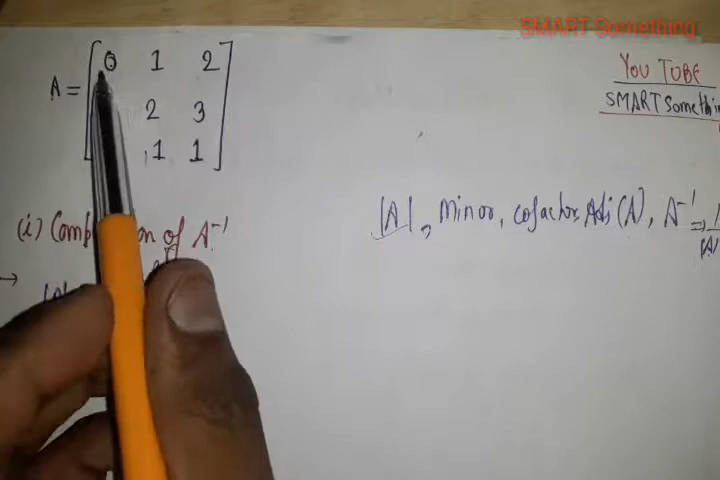 SMART Something
YOU TUBE
SMART Somethin
A = 0 1 2
2 3
1 1
|A|, Minor, Cofactor, Adj(A), A⁻¹ =
(i) Comp on of A⁻¹
→